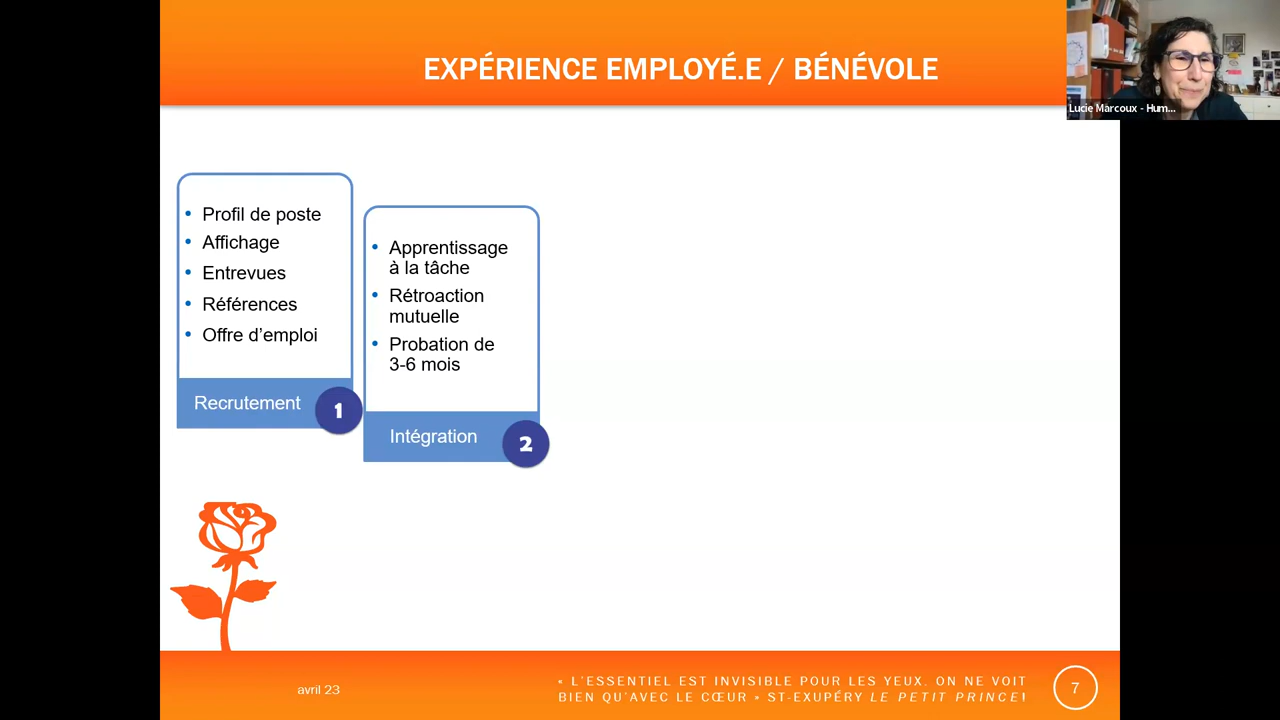 EXPÉRIENCE EMPLOYÉ.E / BÉNÉVOLE
Lucie Marcoux - Hum...
• Profil de poste
• Affichage
• Entrevues
• Références
• Offre d’emploi
Recrutement
1
• Apprentissage
à la tâche
• Rétroaction
mutuelle
• Probation de
3-6 mois
Intégration
2
avril 23
« L’ESSENTIEL EST INVISIBLE POUR LES YEUX. ON NE VOIT
BIEN QU’AVEC LE CŒUR » ST-EXUPÉRY LE PETIT PRINCE!
7